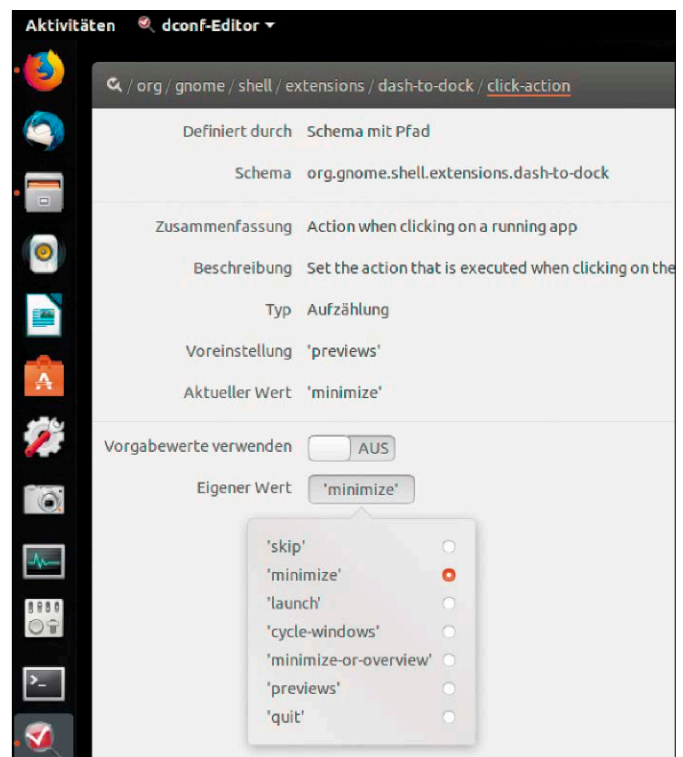 Aktivitäten dconf-Editor
/ org / gnome / shell / extensions / dash-to-dock / click-action
Definiert durch Schema mit Pfad
Schema org.gnome.shell.extensions.dash-to-dock
Zusammenfassung Action when clicking on a running app
Beschreibung Set the action that is executed when clicking on the
Typ Aufzählung
Voreinstellung 'previews'
Aktueller Wert 'minimize'
Vorgabewerte verwenden AUS
Eigener Wert 'minimize'
'skip'
'minimize'
'launch'
'cycle-windows'
'minimize-or-overview'
'previews'
'quit'